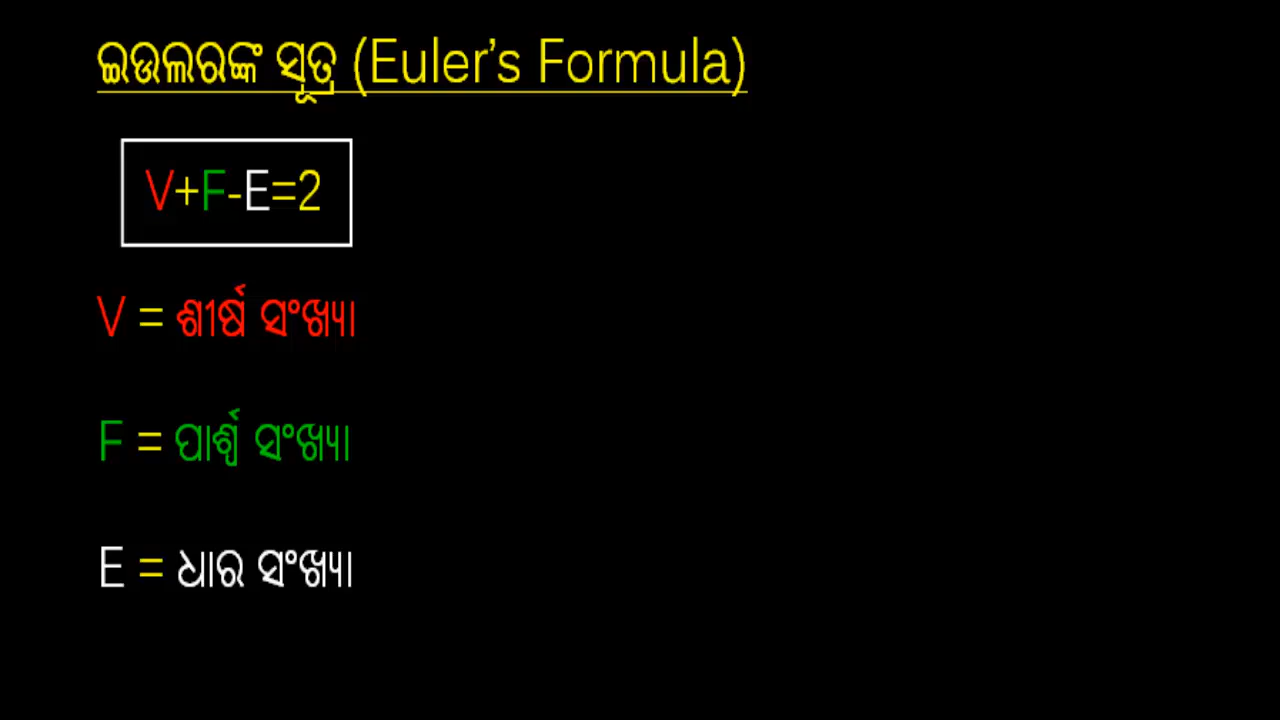 ଇଉଲରଙ୍କ ସୂତ୍ର (Euler’s Formula)
V+F-E=2
V = ଶୀର୍ଷ ସଂଖ୍ୟା
F = ପାର୍ଶ୍ଵ ସଂଖ୍ୟା
E = ଧାର ସଂଖ୍ୟା